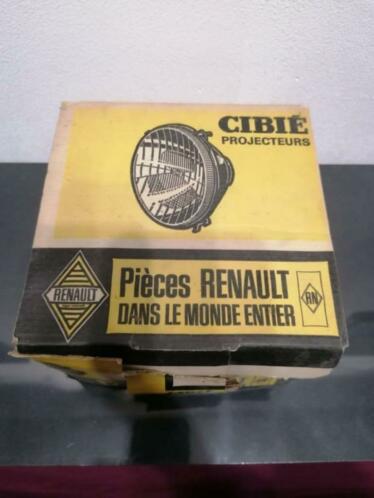 CIBIÉ
PROJECTEURS
RENAULT
Pièces RENAULT
DANS LE MONDE ENTIER
RN